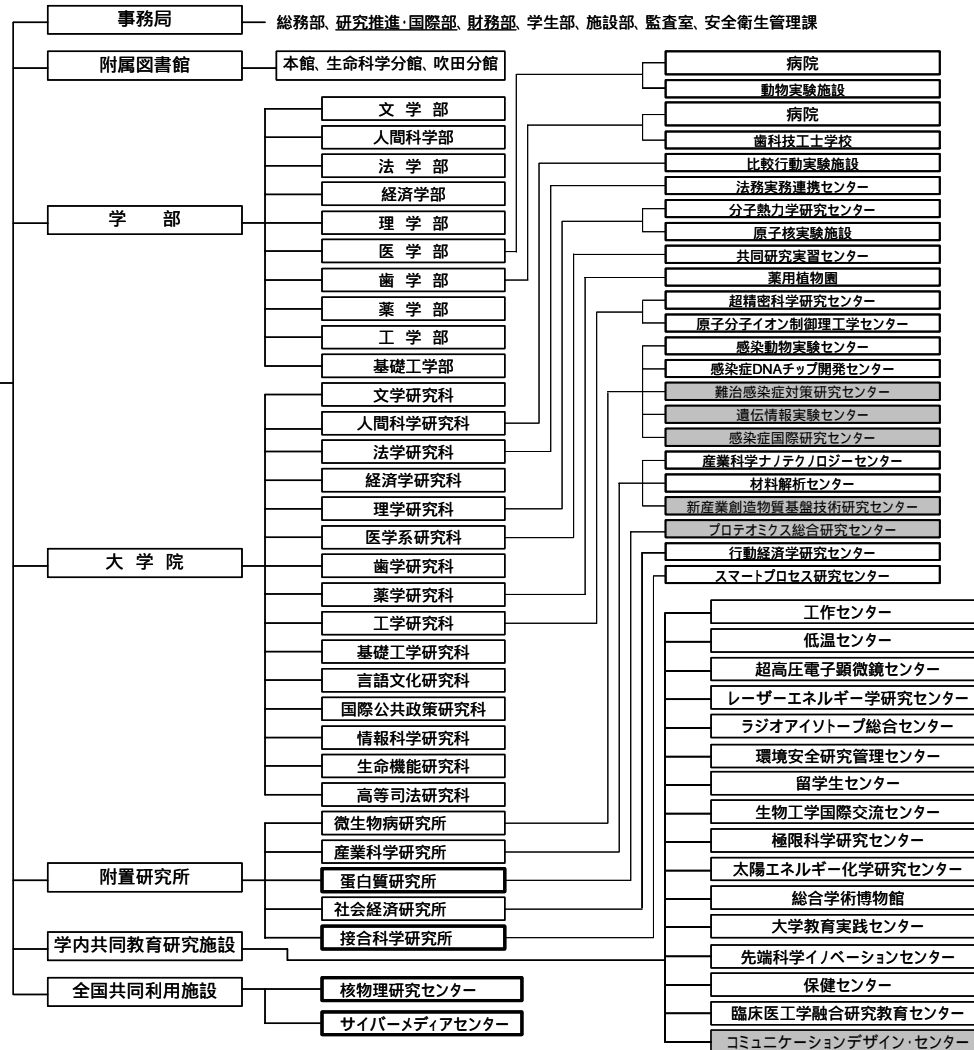 事務局
総務部、研究推進・国際部、財務部、学生部、施設部、監査室、安全衛生管理課
附属図書館
本館、生命科学分館、吹田分館
学 部
文 学 部
人間科学部
法 学 部
経済学部
理 学 部
医 学 部
歯 学 部
薬 学 部
工 学 部
基礎工学部
大 学 院
文学研究科
人間科学研究科
法学研究科
経済学研究科
理学研究科
医学系研究科
歯学研究科
薬学研究科
工学研究科
基礎工学研究科
言語文化研究科
国際公共政策研究科
情報科学研究科
生命機能研究科
高等司法研究科
附置研究所
微生物病研究所
産業科学研究所
蛋白質研究所
社会経済研究所
接合科学研究所
学内共同教育研究施設
全国共同利用施設
核物理研究センター
サイバーメディアセンター
病院
動物実験施設
病院
歯科技工士学校
比較行動実験施設
法務実務連携センター
分子熱力学研究センター
原子核実験施設
共同研究実習センター
薬用植物園
超精密科学研究センター
原子分子イオン制御理工学センター
感染動物実験センター
感染症DNAチップ開発センター
難治感染症対策研究センター
遺伝情報実験センター
感染症国際研究センター
産業科学ナノテクノロジーセンター
材料解析センター
新産業創造物質基盤技術研究センター
プロテオミクス総合研究センター
行動経済学研究センター
スマートプロセス研究センター
工作センター
低温センター
超高圧電子顕微鏡センター
レーザーエネルギー学研究センター
ラジオアイソトープ総合センター
環境安全研究管理センター
留学生センター
生物工学国際交流センター
極限科学研究センター
太陽エネルギー化学研究センター
総合学術博物館
大学教育実践センター
先端科学イノベーションセンター
保健センター
臨床医工学融合研究教育センター
コミュニケーションデザイン・センター